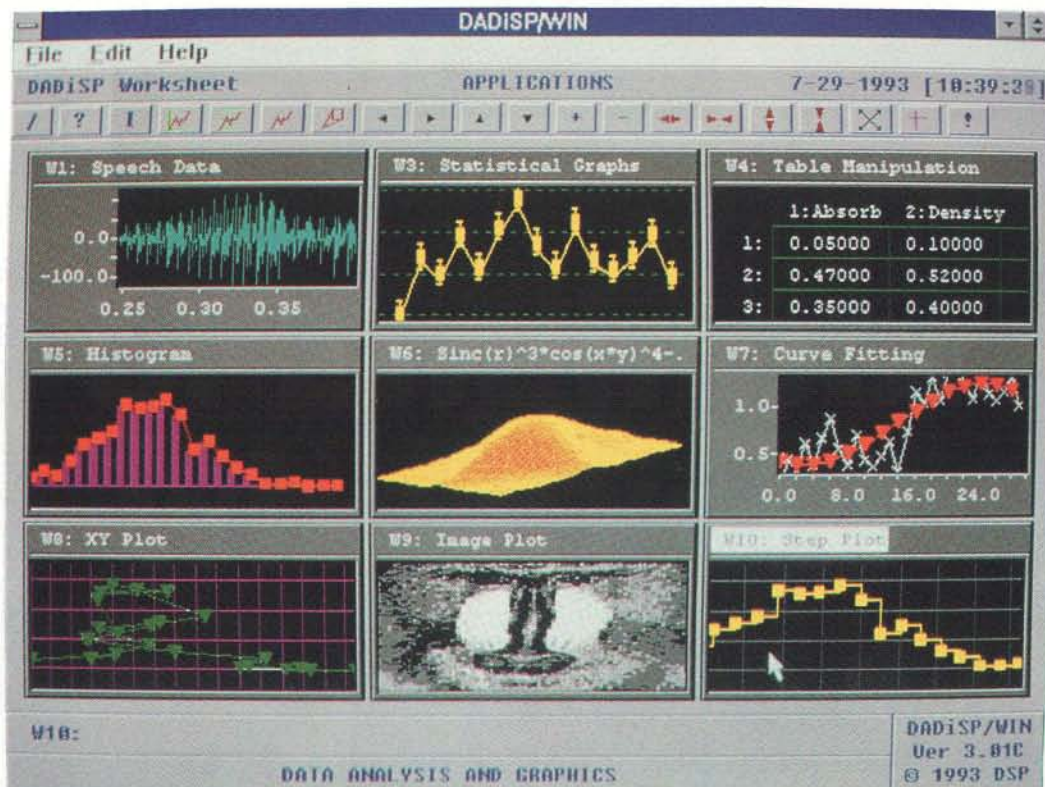 DADiSP/WIN
File Edit Help
DADiSP Worksheet APPLICATIONS 7-29-1993 [10:39:38]
/ ? I + - !
W1: Speech Data
0.0
-100.0
0.25 0.30 0.35
W3: Statistical Graphs
W4: Table Manipulation
1:Absorb 2:Density
1: 0.05000 0.10000
2: 0.47000 0.52000
3: 0.35000 0.40000
W5: Histogram
W6: Sinc(r)^3*cos(x*y)^4-.
W7: Curve Fitting
1.0
0.5
0.0 8.0 16.0 24.0
W8: XY Plot
W9: Image Plot
W10: Step Plot
W10:
DATA ANALYSIS AND GRAPHICS
DADiSP/WIN
Ver 3.01C
© 1993 DSP